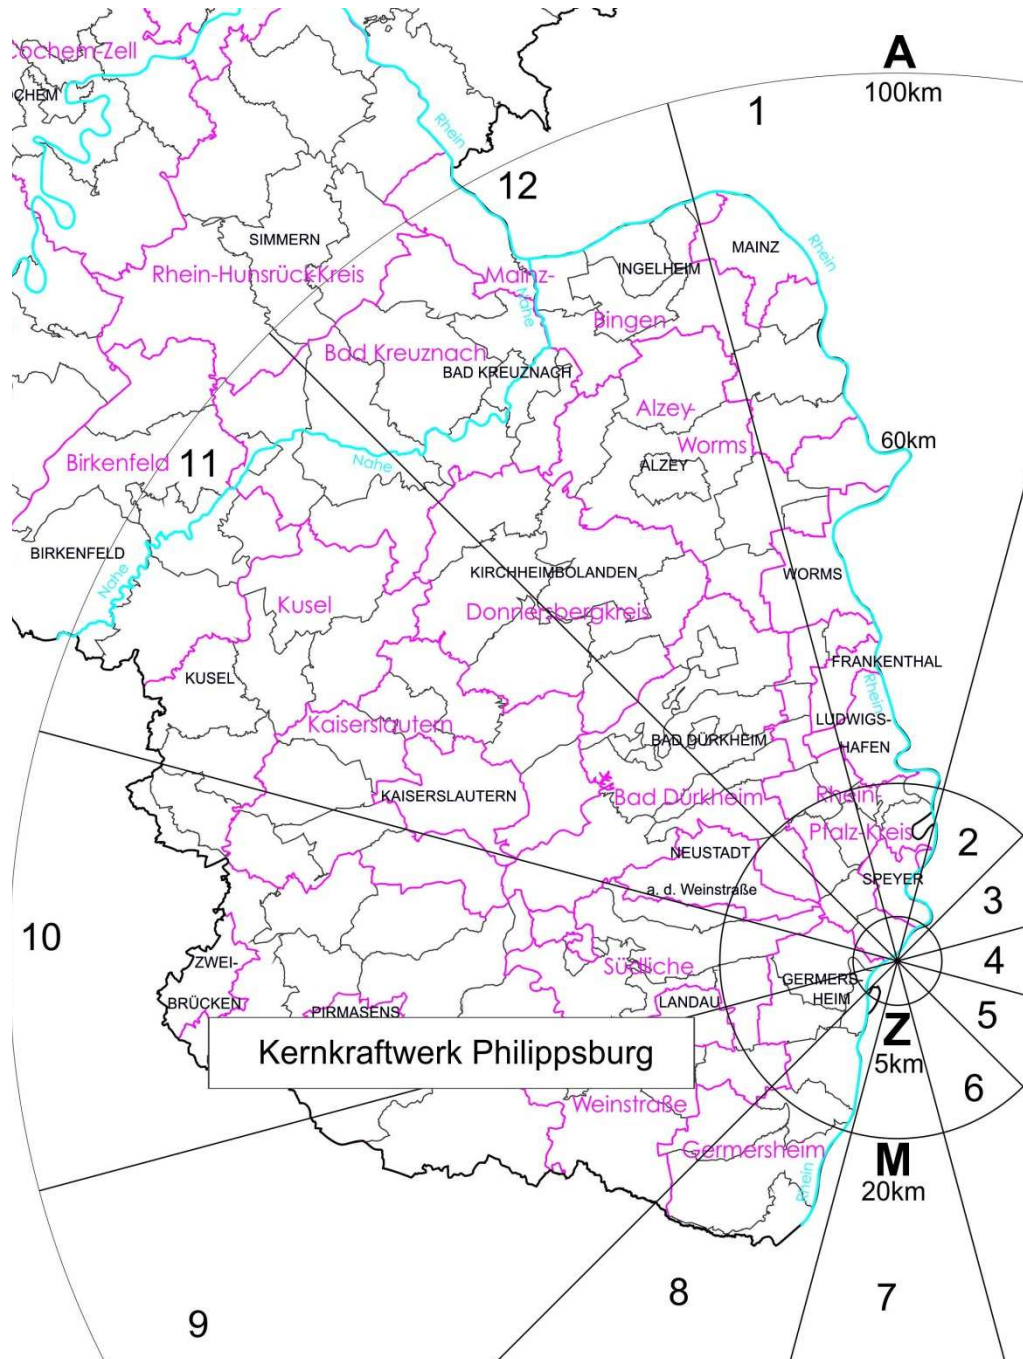 Cochem-Zell
A
CHEM
100km
1
Rhein
12
SIMMERN
MAINZ
Rhein
Rhein-Hunsrück-Kreis
Mainz-
INGELHEIM
Nahe
Bingen
Bad Kreuznach
BAD KREUZNACH
Alzey-
Worms
60km
Birkenfeld
11
Nahe
ALZEY
BIRKENFELD
Nahe
KIRCHHEIMBOLANDEN
WORMS
Kusel
Donnersbergkreis
KUSEL
FRANKENTHAL
Rhein
Kaiserslautern
LUDWIGS-
HAFEN
BAD DÜRKHEIM
KAISERSLAUTERN
Bad Dürkheim
Rhein-
Pfalz-Kreis
2
NEUSTADT
a. d. Weinstraße
SPEYER
3
10
ZWEI-
BRÜCKEN
Südliche
4
GERMERS-
HEIM
LANDAU
PIRMASENS
5
Kernkraftwerk Philippsburg
Z
5km
6
Weinstraße
Germersheim
M
20km
Rhein
8
7
9